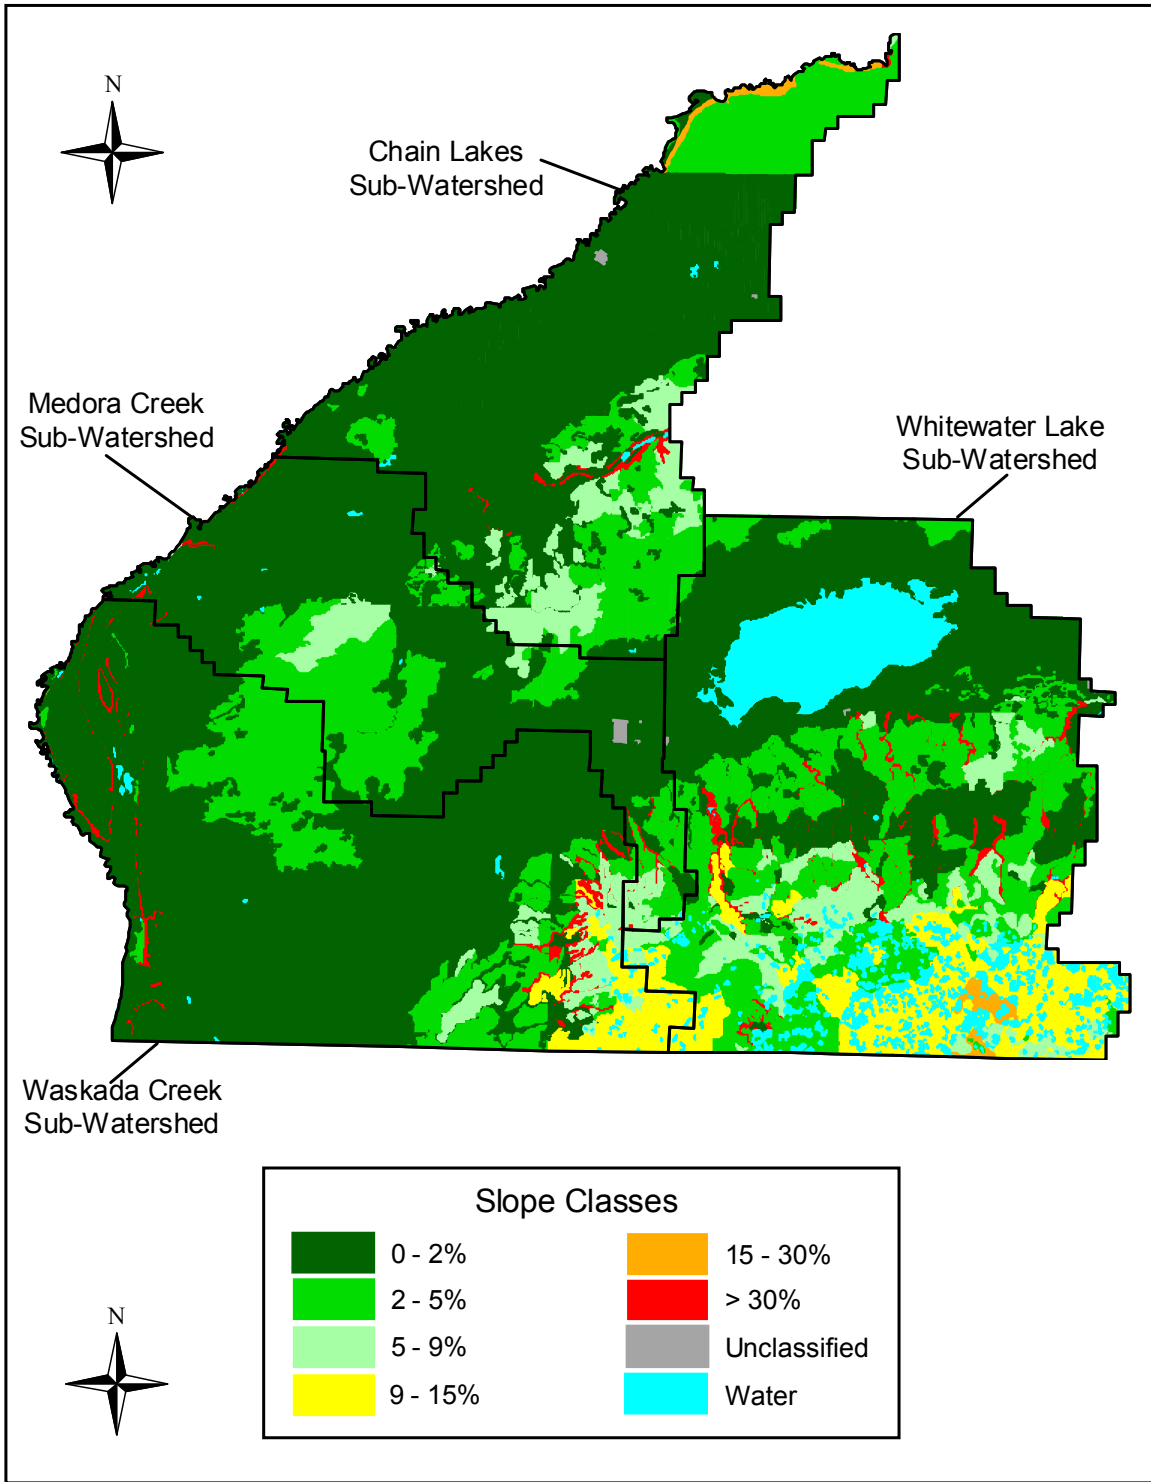 N
Chain Lakes
Sub-Watershed
Medora Creek
Sub-Watershed
Whitewater Lake
Sub-Watershed
Waskada Creek
Sub-Watershed
Slope Classes
0 - 2%
2 - 5%
5 - 9%
9 - 15%
15 - 30%
> 30%
Unclassified
Water
N